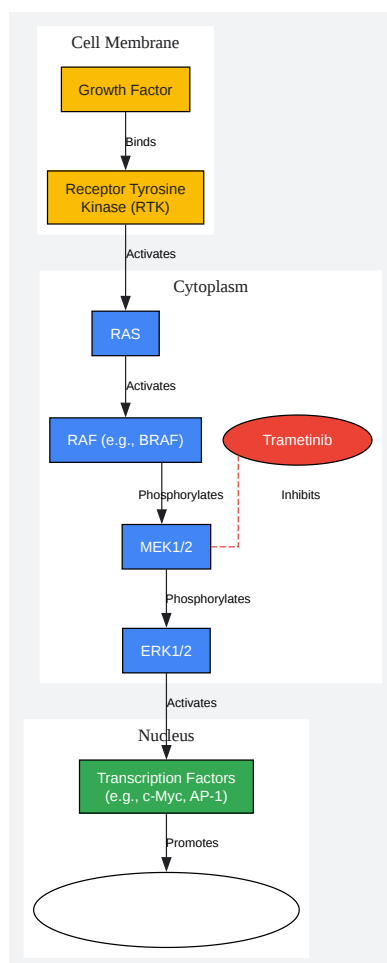 Cell Membrane
Growth Factor
Binds
Receptor Tyrosine
Kinase (RTK)
Activates
Cytoplasm
RAS
Activates
RAF (e.g., BRAF)
Trametinib
Phosphorylates
Inhibits
MEK1/2
Phosphorylates
ERK1/2
Activates
Nucleus
Transcription Factors
(e.g., c-Myc, AP-1)
Promotes